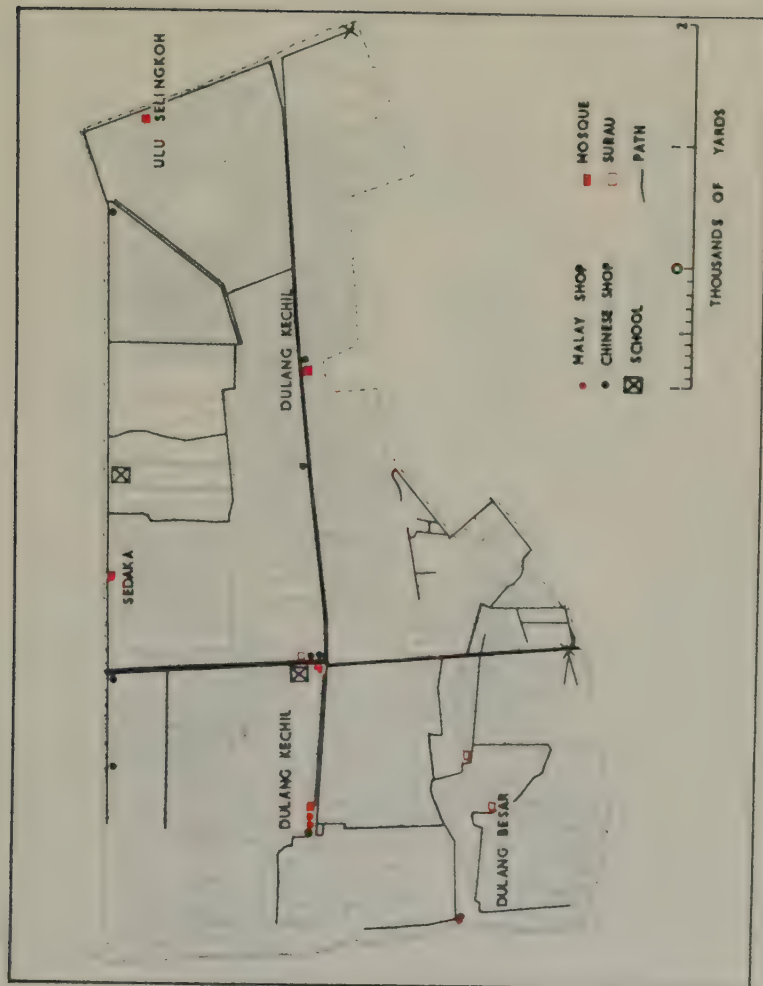 ULU SELINGKOH
SEDAKA
DULANG KECHIL
DULANG KECHIL
DULANG BESAR
MALAY SHOP
CHINESE SHOP
SCHOOL
MOSQUE
SURAU
PATH
1 0 1 2
THOUSANDS OF YARDS